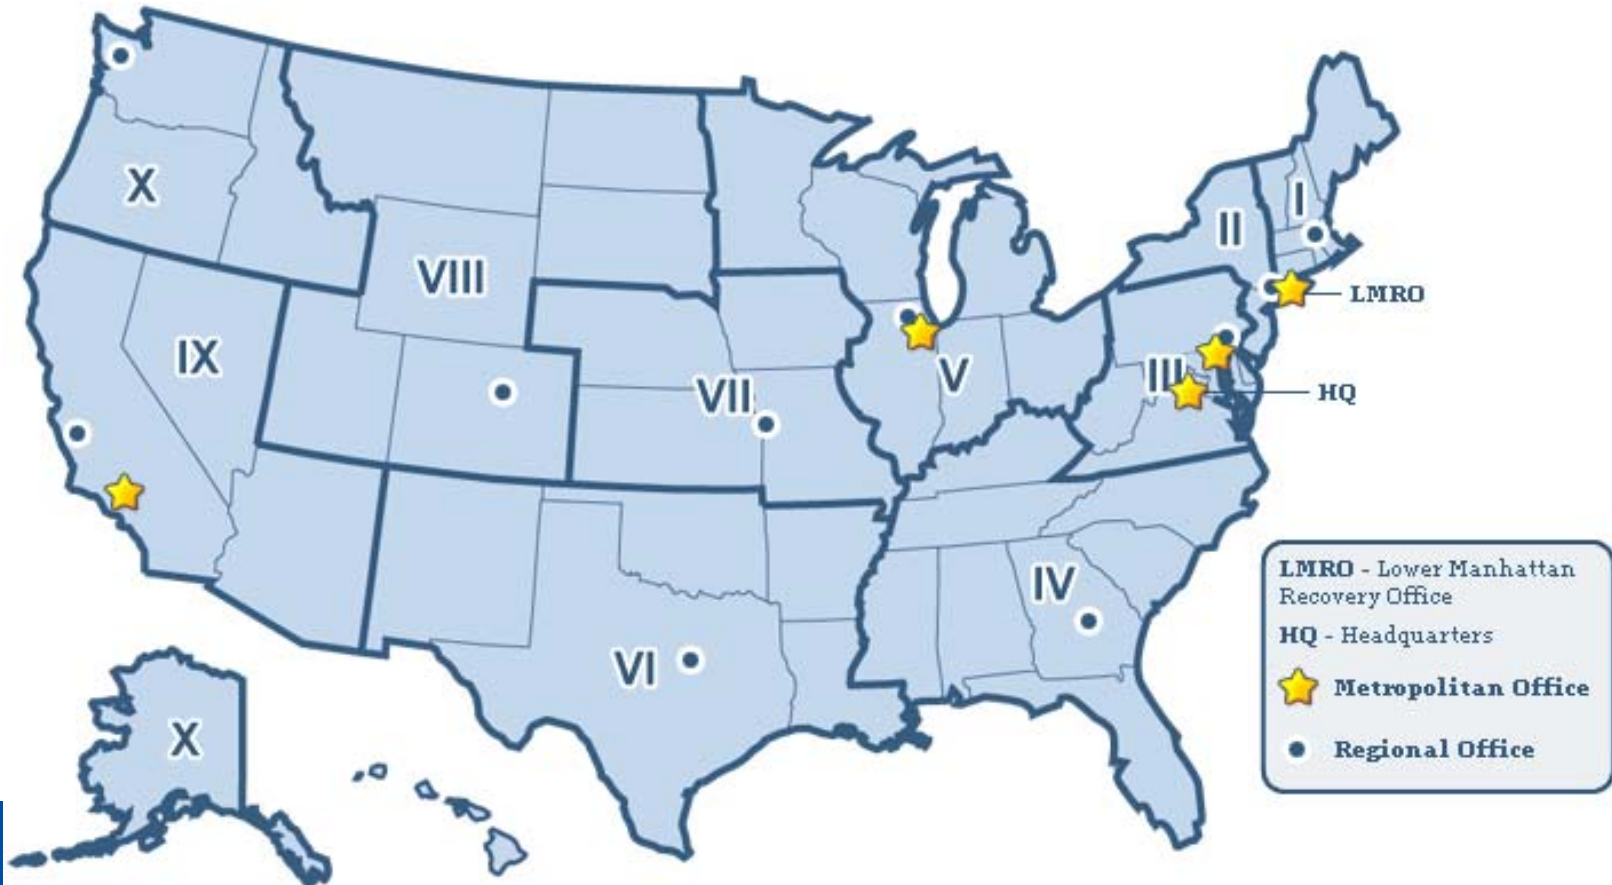 X
VIII
IX
VII
V
I
II
LMRO
III
HQ
IV
VI
X
LMRO - Lower Manhattan
Recovery Office
HQ - Headquarters
Metropolitan Office
Regional Office